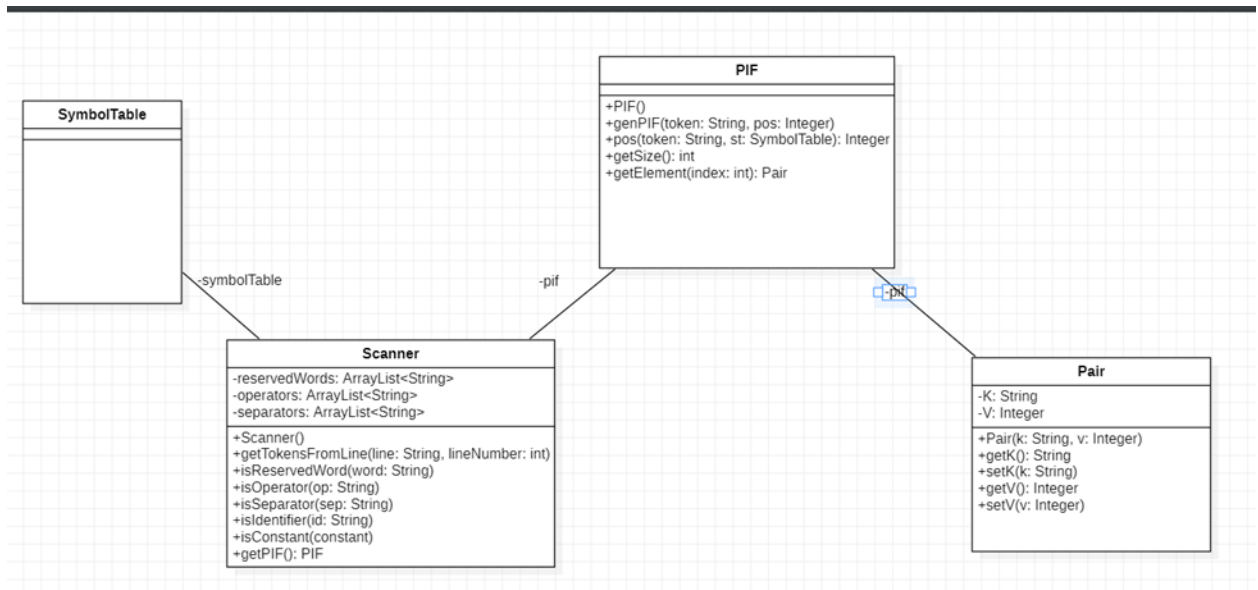 SymbolTable
-symbolTable
PIF
+PIF()
+genPIF(token: String, pos: Integer)
+pos(token: String, st: SymbolTable): Integer
+getSize(): int
+getElement(index: int): Pair
-pif
-pif
Scanner
-reservedWords: ArrayList<String>
-operators: ArrayList<String>
-separators: ArrayList<String>
+Scanner()
+getTokensFromLine(line: String, lineNumber: int)
+isReservedWord(word: String)
+isOperator(op: String)
+isSeparator(sep: String)
+isIdentifier(id: String)
+isConstant(constant)
+getPIF(): PIF
Pair
-K: String
-V: Integer
+Pair(k: String, v: Integer)
+getK(): String
+setK(k: String)
+getV(): Integer
+setV(v: Integer)